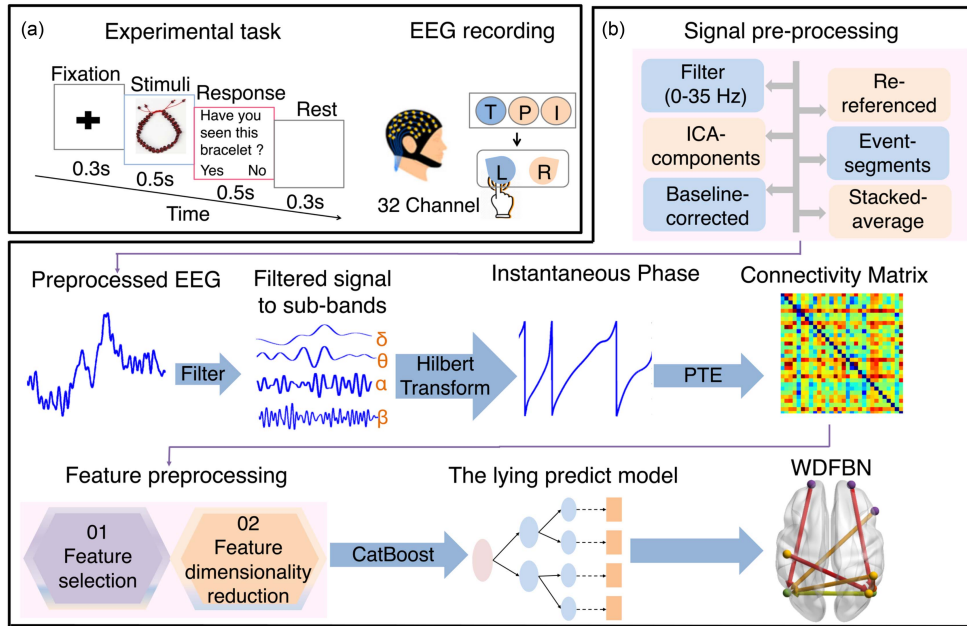 (a)
Experimental task
EEG recording
Fixation
Stimuli
Response
Rest
Have you
seen this
bracelet ?
Yes No
0.3s
0.5s
0.5s
0.3s
Time
T P I
L R
32 Channel
(b)
Signal pre-processing
Filter
(0-35 Hz)
Re-
referenced
ICA-
components
Event-
segments
Baseline-
corrected
Stacked-
average
Preprocessed EEG
Filtered signal
to sub-bands
Instantaneous Phase
Connectivity Matrix
Filter
δ
θ
α
β
Hilbert
Transform
PTE
Feature preprocessing
The lying predict model
WDFBN
01
Feature
selection
02
Feature
dimensionality
reduction
CatBoost